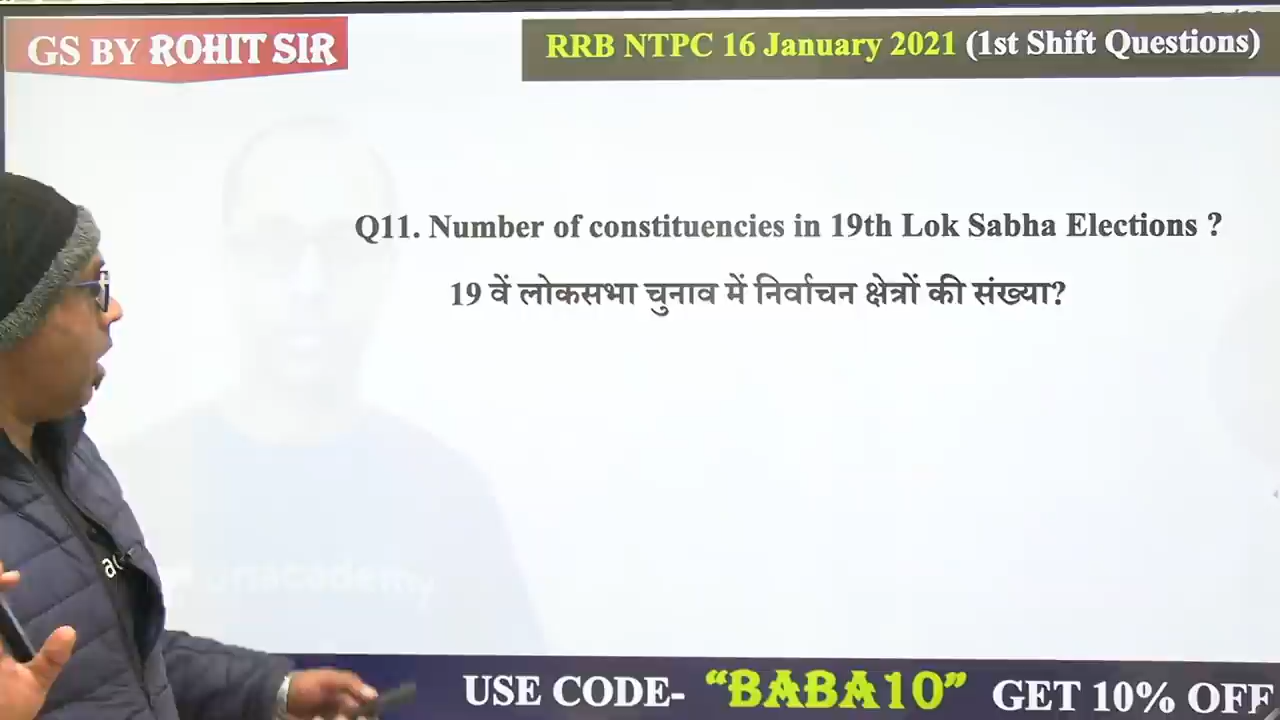 GS BY ROHIT SIR
RRB NTPC 16 January 2021 (1st Shift Questions)
Q11. Number of constituencies in 19th Lok Sabha Elections ?
19 वें लोकसभा चुनाव में निर्वाचन क्षेत्रों की संख्या?
unacademy
USE CODE- “BABA10” GET 10% OFF